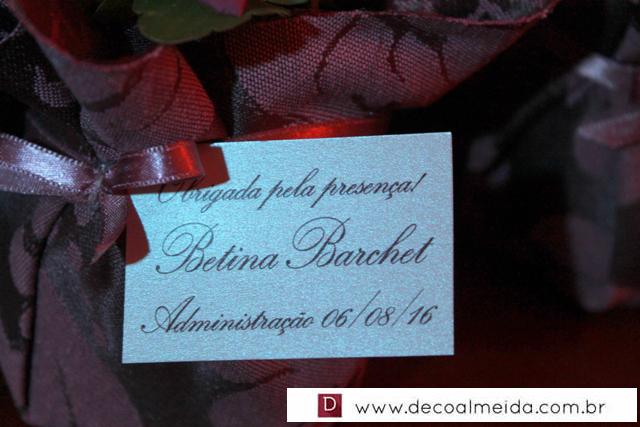 Obrigada pela presença!
Betina Barchet
Administração 06/08/16
D www.decoalmeida.com.br